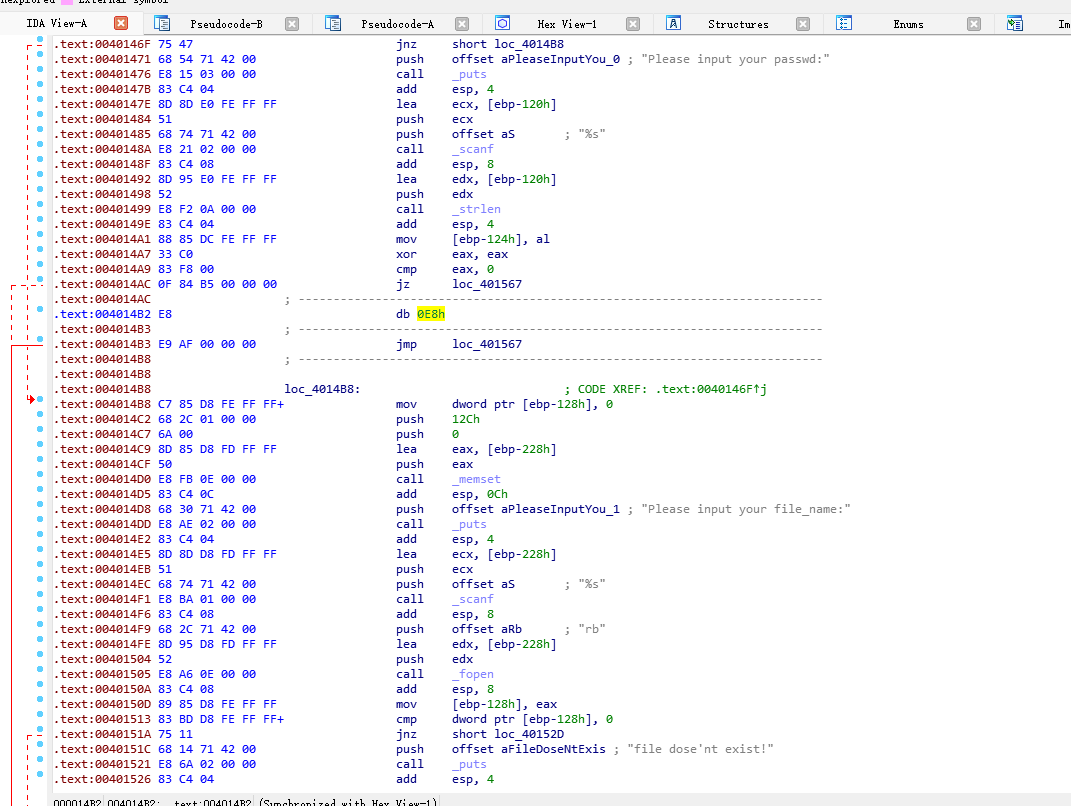 External symbol
IDA View-A Pseudocode-B Pseudocode-A Hex View-1 Structures Enums
.text:0040146F 75 47 jnz short loc_4014B8
.text:00401471 68 54 71 42 00 push offset aPleaseInputYou_0 ; "Please input your passwd:"
.text:00401476 E8 15 03 00 00 call _puts
.text:0040147B 83 C4 04 add esp, 4
.text:0040147E 8D 8D E0 FE FF FF lea ecx, [ebp-120h]
.text:00401484 51 push ecx
.text:00401485 68 74 71 42 00 push offset aS ; "%s"
.text:0040148A E8 21 02 00 00 call _scanf
.text:0040148F 83 C4 08 add esp, 8
.text:00401492 8D 95 E0 FE FF FF lea edx, [ebp-120h]
.text:00401498 52 push edx
.text:00401499 E8 F2 0A 00 00 call _strlen
.text:0040149E 83 C4 04 add esp, 4
.text:004014A1 88 85 DC FE FF FF mov [ebp-124h], al
.text:004014A7 33 C0 xor eax, eax
.text:004014A9 83 F8 00 cmp eax, 0
.text:004014AC 0F 84 B5 00 00 00 jz loc_401567
.text:004014AC ; ---------------------------------------------------------------------------
.text:004014B2 E8 db 0E8h
.text:004014B3 ; ---------------------------------------------------------------------------
.text:004014B3 E9 AF 00 00 00 jmp loc_401567
.text:004014B8 ; ---------------------------------------------------------------------------
.text:004014B8
.text:004014B8 loc_4014B8: ; CODE XREF: .text:0040146F↑j
.text:004014B8 C7 85 D8 FE FF FF+ mov dword ptr [ebp-128h], 0
.text:004014C2 68 2C 01 00 00 push 12Ch
.text:004014C7 6A 00 push 0
.text:004014C9 8D 85 D8 FD FF FF lea eax, [ebp-228h]
.text:004014CF 50 push eax
.text:004014D0 E8 FB 0E 00 00 call _memset
.text:004014D5 83 C4 0C add esp, 0Ch
.text:004014D8 68 30 71 42 00 push offset aPleaseInputYou_1 ; "Please input your file_name:"
.text:004014DD E8 AE 02 00 00 call _puts
.text:004014E2 83 C4 04 add esp, 4
.text:004014E5 8D 8D D8 FD FF FF lea ecx, [ebp-228h]
.text:004014EB 51 push ecx
.text:004014EC 68 74 71 42 00 push offset aS ; "%s"
.text:004014F1 E8 BA 01 00 00 call _scanf
.text:004014F6 83 C4 08 add esp, 8
.text:004014F9 68 2C 71 42 00 push offset aRb ; "rb"
.text:004014FE 8D 95 D8 FD FF FF lea edx, [ebp-228h]
.text:00401504 52 push edx
.text:00401505 E8 A6 0E 00 00 call _fopen
.text:0040150A 83 C4 08 add esp, 8
.text:0040150D 89 85 D8 FE FF FF mov [ebp-128h], eax
.text:00401513 83 BD D8 FE FF FF+ cmp dword ptr [ebp-128h], 0
.text:0040151A 75 11 jnz short loc_40152D
.text:0040151C 68 14 71 42 00 push offset aFileDoseNtExis ; "file dose'nt exist!"
.text:00401521 E8 6A 02 00 00 call _puts
.text:00401526 83 C4 04 add esp, 4
000014B2 004014B2: .text:004014B2 (Synchronized with Hex View-1)